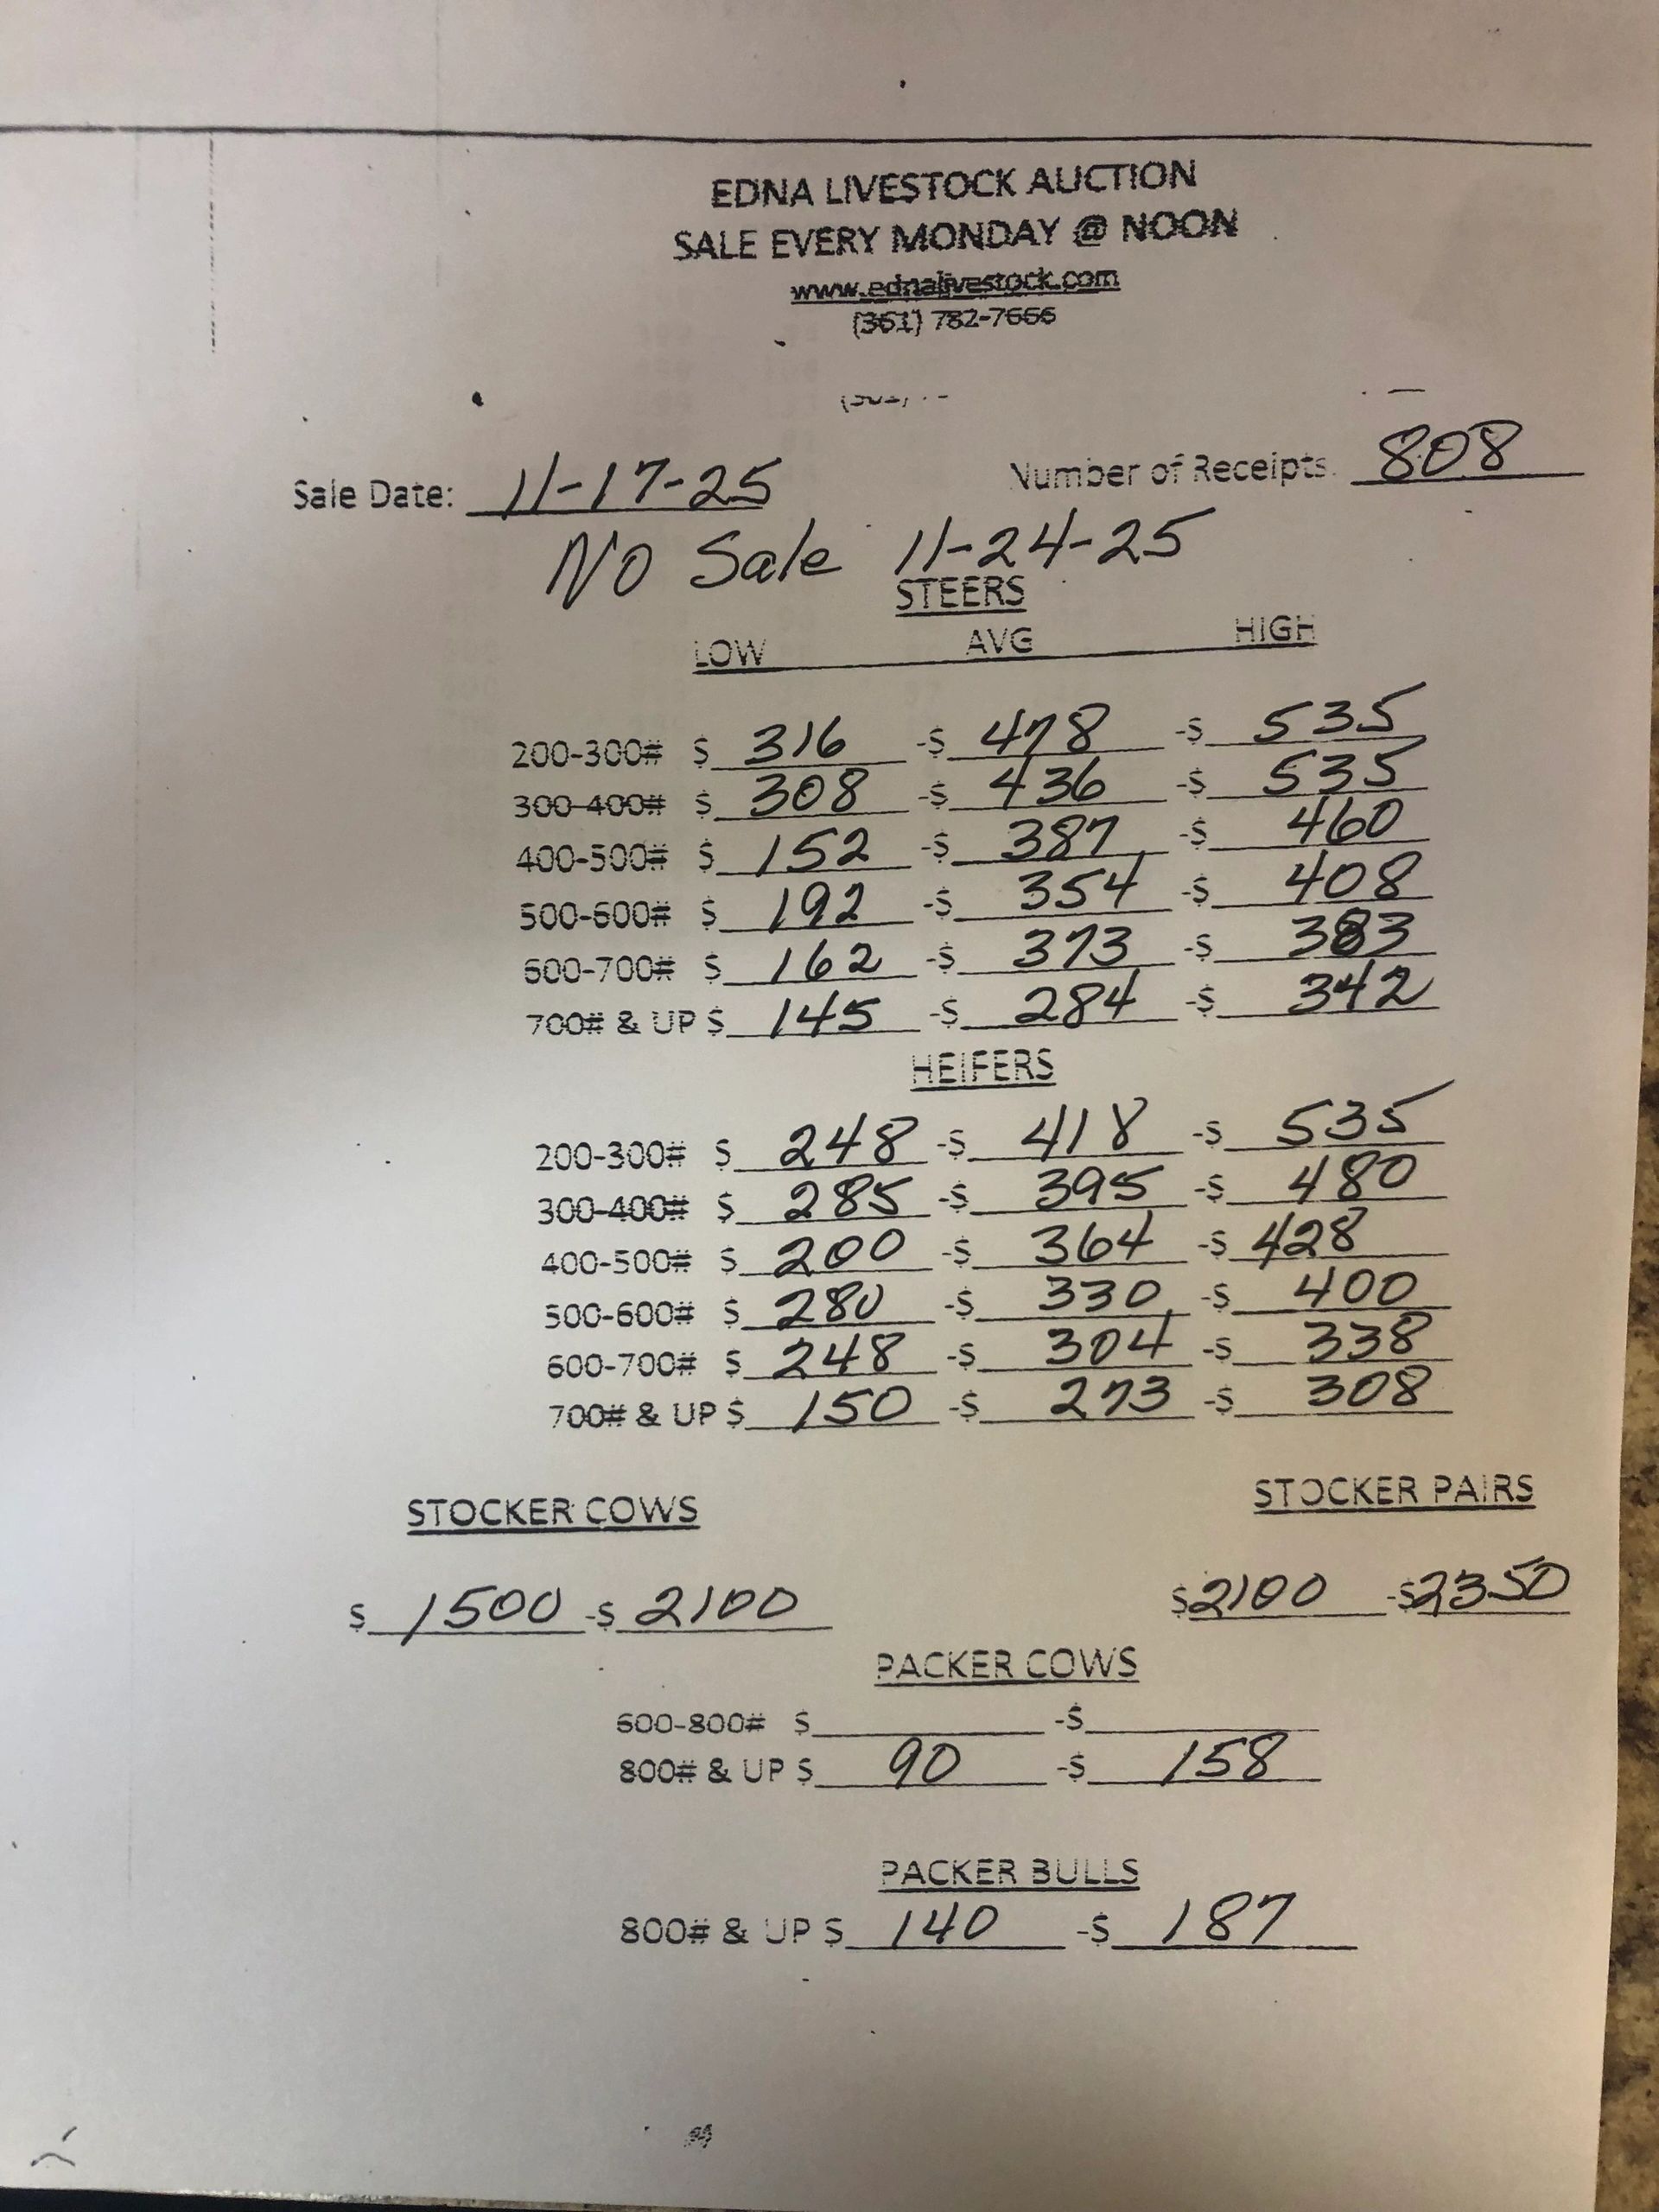 EDNA LIVESTOCK AUCTION
SALE EVERY MONDAY @ NOON
www.ednalivestock.com
(361) 782-7666
Sale Date: 11-17-25 Number of Receipts. 808
No Sale 11-24-25
STEERS
LOW AVG HIGH
200-300# $ 316 -$ 478 -$ 535
300-400# $ 308 -$ 436 -$ 535
400-500# $ 152 -$ 387 -$ 460
500-600# $ 192 -$ 354 -$ 408
600-700# $ 162 -$ 373 -$ 383
700# & UP $ 145 -$ 284 -$ 342
HEIFERS
200-300# $ 248 -$ 418 -$ 535
300-400# $ 285 -$ 395 -$ 480
400-500# $ 200 -$ 364 -$ 428
500-600# $ 280 -$ 330 -$ 400
600-700# $ 248 -$ 304 -$ 338
700# & UP $ 150 -$ 273 -$ 308
STOCKER COWS STOCKER PAIRS
$ 1500 -$ 2100 $2100 -$2350
PACKER COWS
600-800# $ -$
800# & UP $ 90 -$ 158
PACKER BULLS
800# & UP $ 140 -$ 187